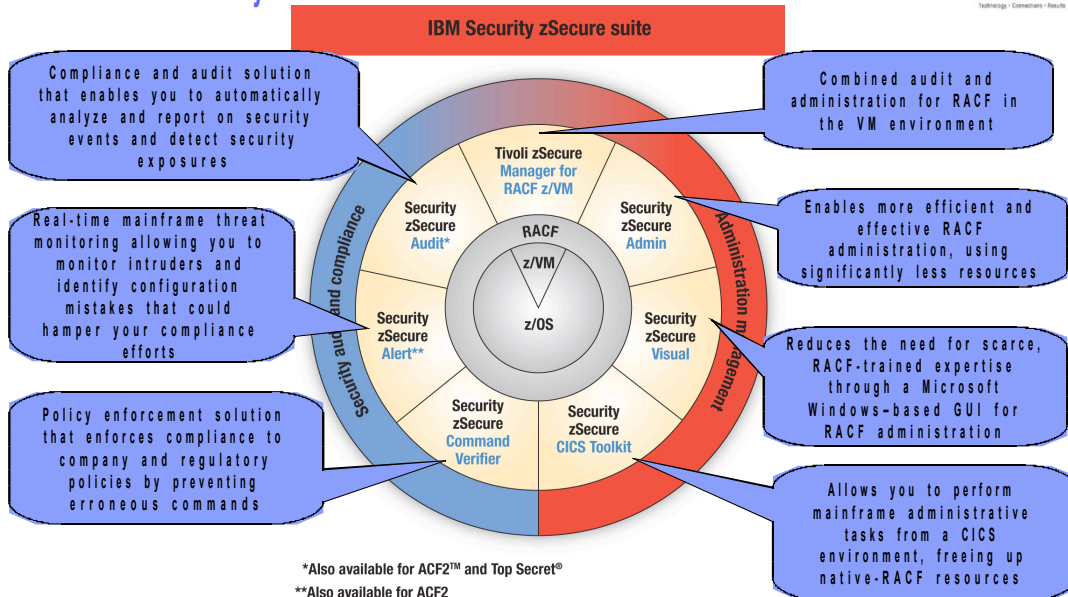 Technology • Connections • Results
IBM Security zSecure suite
Compliance and audit solution
that enables you to automatically
analyze and report on security
events and detect security
exposures
Combined audit and
administration for RACF in
the VM environment
Real-time mainframe threat
monitoring allowing you to
monitor intruders and
identify configuration
mistakes that could
hamper your compliance
efforts
Enables more efficient and
effective RACF
administration, using
significantly less resources
Policy enforcement solution
that enforces compliance to
company and regulatory
policies by preventing
erroneous commands
Reduces the need for scarce,
RACF-trained expertise
through a Microsoft
Windows-based GUI for
RACF administration
Allows you to perform
mainframe administrative
tasks from a CICS
environment, freeing up
native-RACF resources
Security audit and compliance
Administration management
Tivoli zSecure
Manager for
RACF z/VM
Security
zSecure
Audit*
Security
zSecure
Admin
Security
zSecure
Alert**
Security
zSecure
Visual
Security
zSecure
Command
Verifier
Security
zSecure
CICS Toolkit
RACF
z/VM
z/OS
*Also available for ACF2™ and Top Secret®
**Also available for ACF2